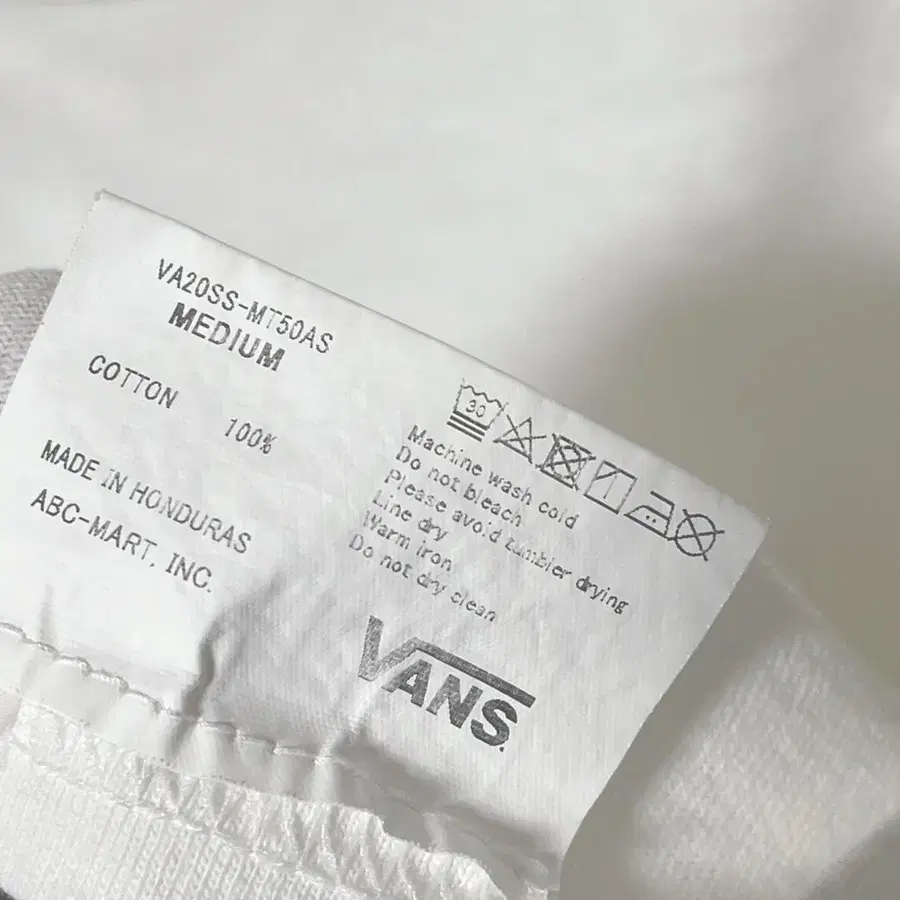 VA20SS-MT50AS
MEDIUM
COTTON 100%
MADE IN HONDURAS
ABC-MART, INC.
30
Machine wash cold
Do not bleach
Please avoid tumbler drying
Line dry
Warm iron
Do not dry clean
VANS